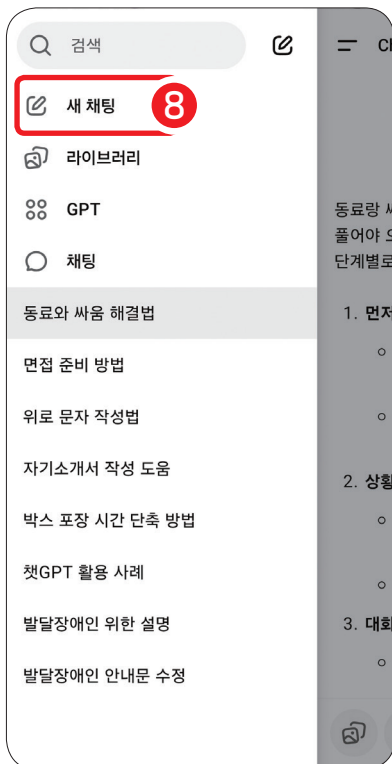 검색
새 채팅 8
라이브러리
GPT
채팅
동료와 싸움 해결법
면접 준비 방법
위로 문자 작성법
자기소개서 작성 도움
박스 포장 시간 단축 방법
챗GPT 활용 사례
발달장애인 위한 설명
발달장애인 안내문 수정
동료랑
풀어야
단계별로
1. 먼저
2. 상황
3. 대화